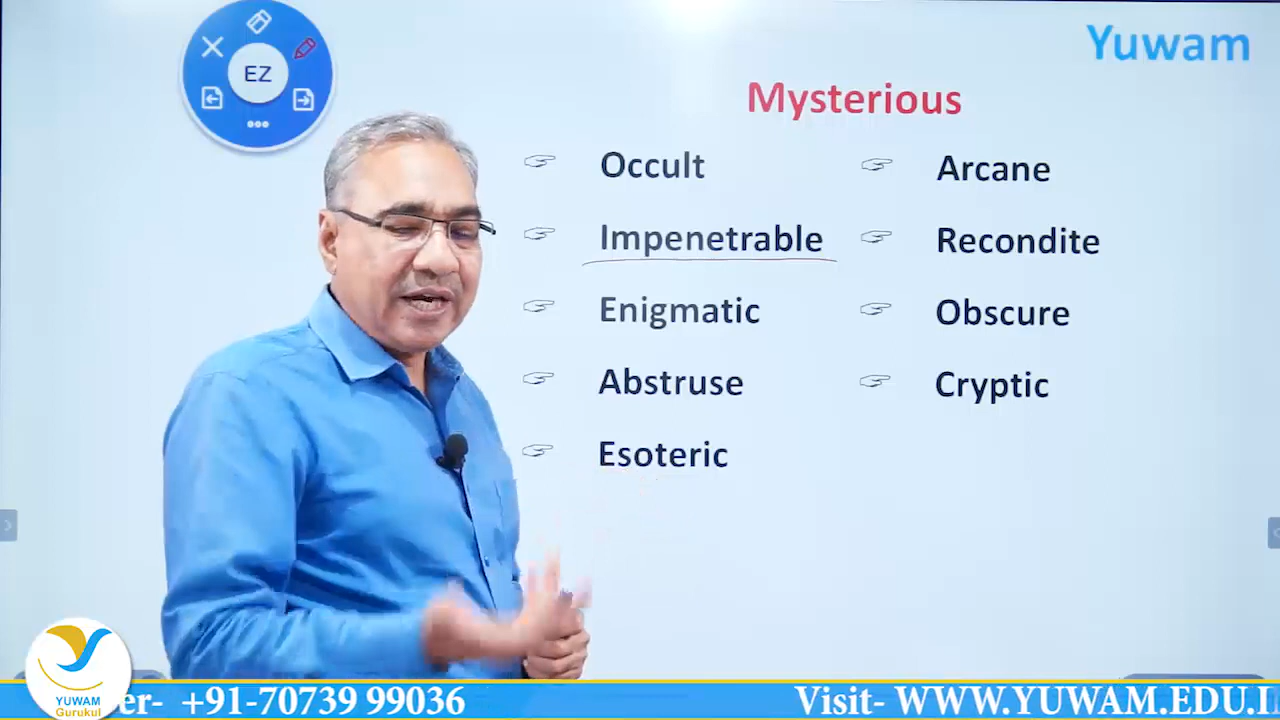 EZ
Yuwam
Mysterious
Occult
Impenetrable
Enigmatic
Abstruse
Esoteric
Arcane
Recondite
Obscure
Cryptic
YUWAM
Gurukul
er- +91-70739 99036
Visit- WWW.YUWAM.EDU.I